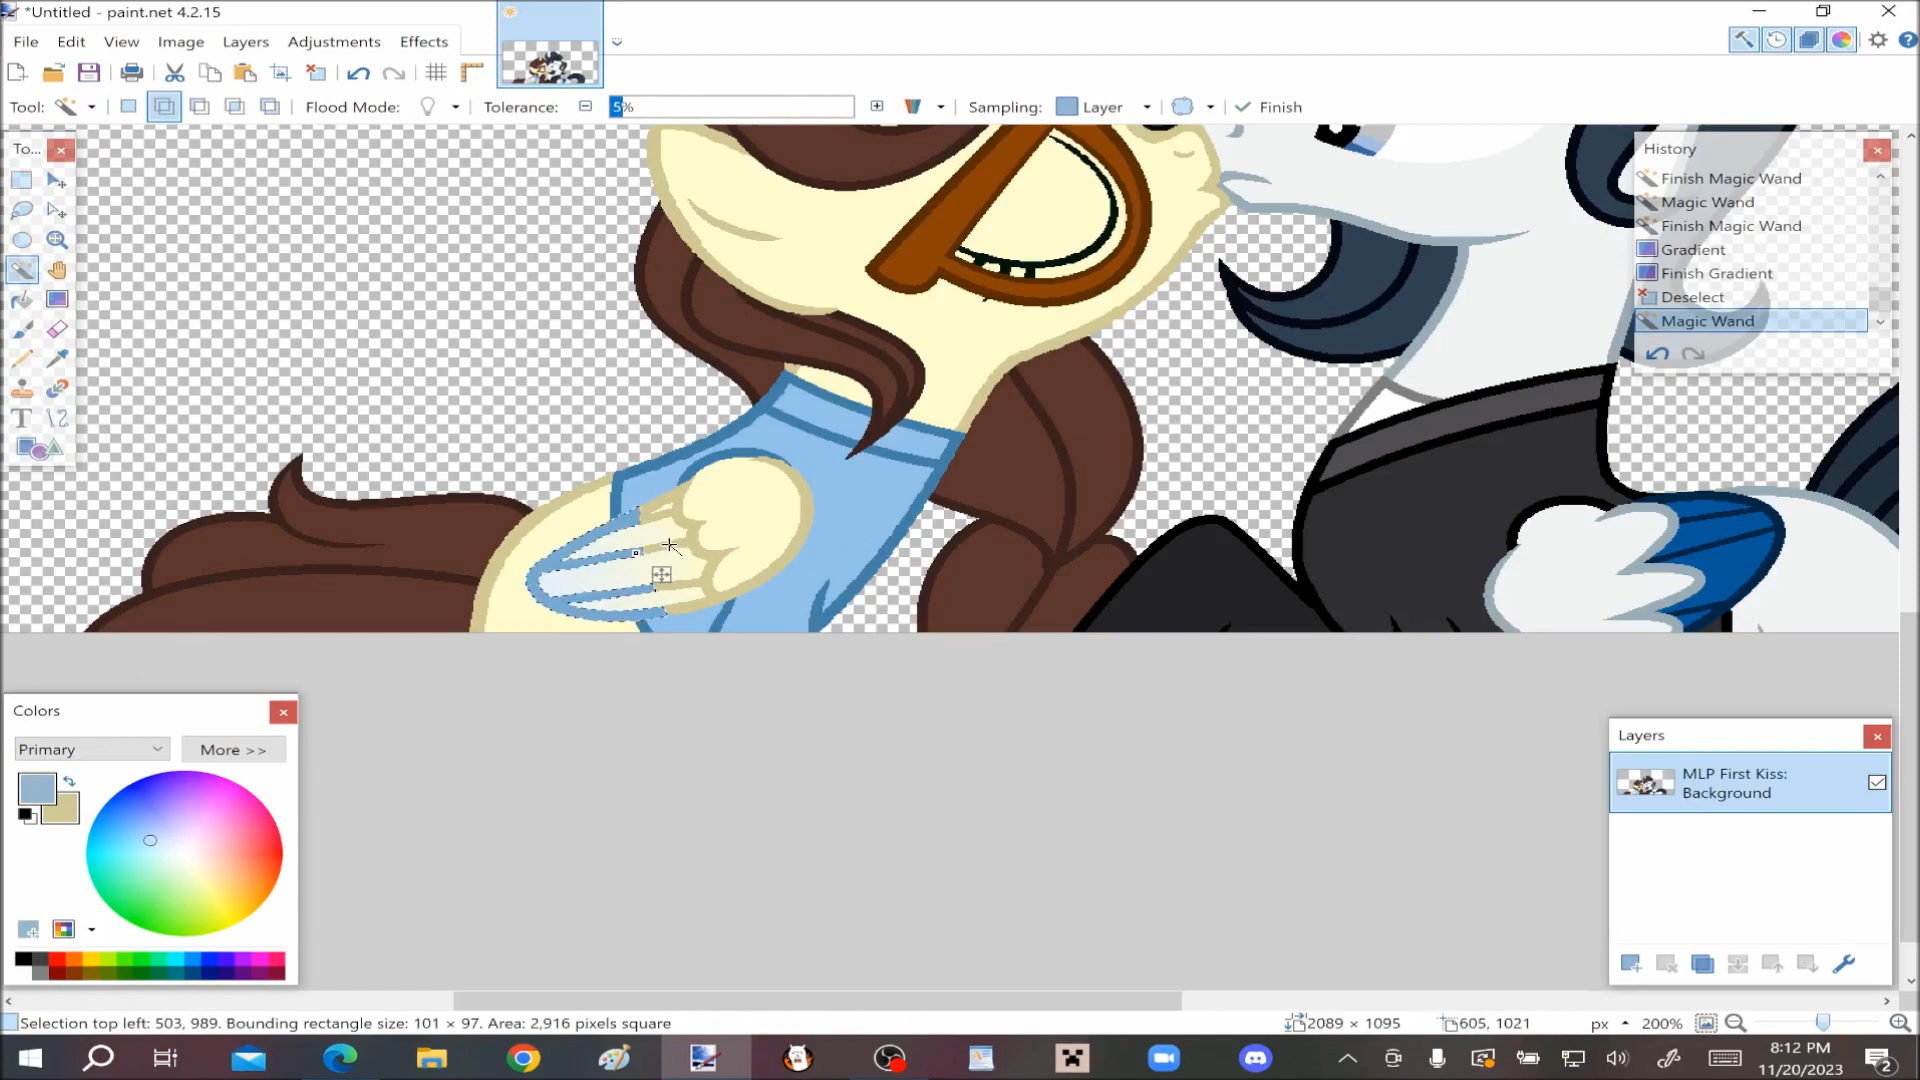 *Untitled - paint.net 4.2.15
File Edit View Image Layers Adjustments Effects
Tool: Flood Mode: Tolerance: 5% Sampling: Layer Finish
To...
History
Finish Magic Wand
Magic Wand
Finish Magic Wand
Gradient
Finish Gradient
Deselect
Magic Wand
Colors
Primary More >>
Layers
MLP First Kiss:
Background
Selection top left: 503, 989. Bounding rectangle size: 101 × 97. Area: 2,916 pixels square 2089 × 1095 605, 1021 px 200%
8:12 PM
11/20/2023
2